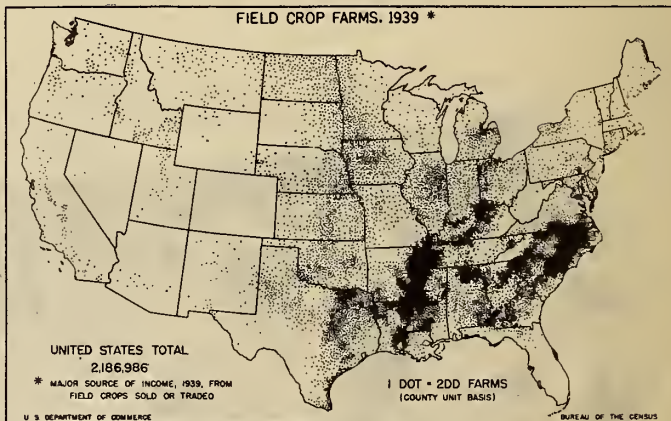 FIELD CROP FARMS, 1939 *
UNITED STATES TOTAL
2,186,986
* MAJOR SOURCE OF INCOME, 1939, FROM
FIELD CROPS SOLD OR TRADED
1 DOT = 200 FARMS
(COUNTY UNIT BASIS)
U S DEPARTMENT OF COMMERCE
BUREAU OF THE CENSUS